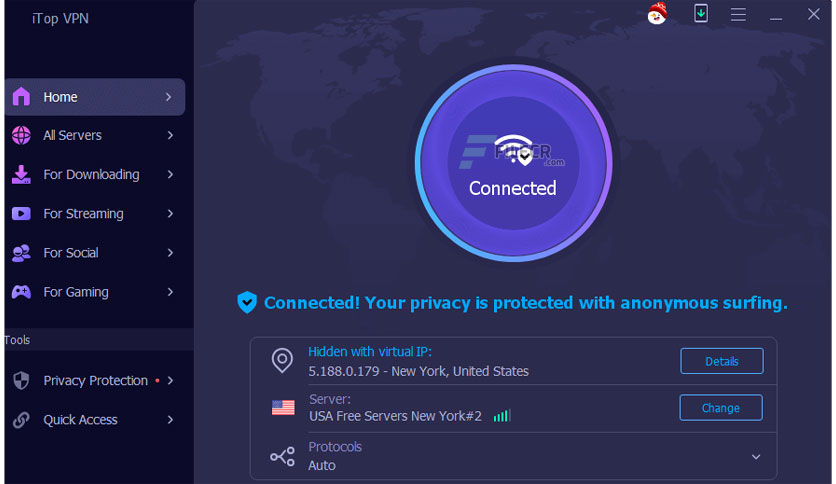 iTop VPN
Home
All Servers
For Downloading
For Streaming
For Social
For Gaming
Tools
Privacy Protection
Quick Access
Connected
Connected! Your privacy is protected with anonymous surfing.
Hidden with virtual IP:
5.188.0.179 - New York, United States
Details
Server:
USA Free Servers New York#2
Change
Protocols
Auto